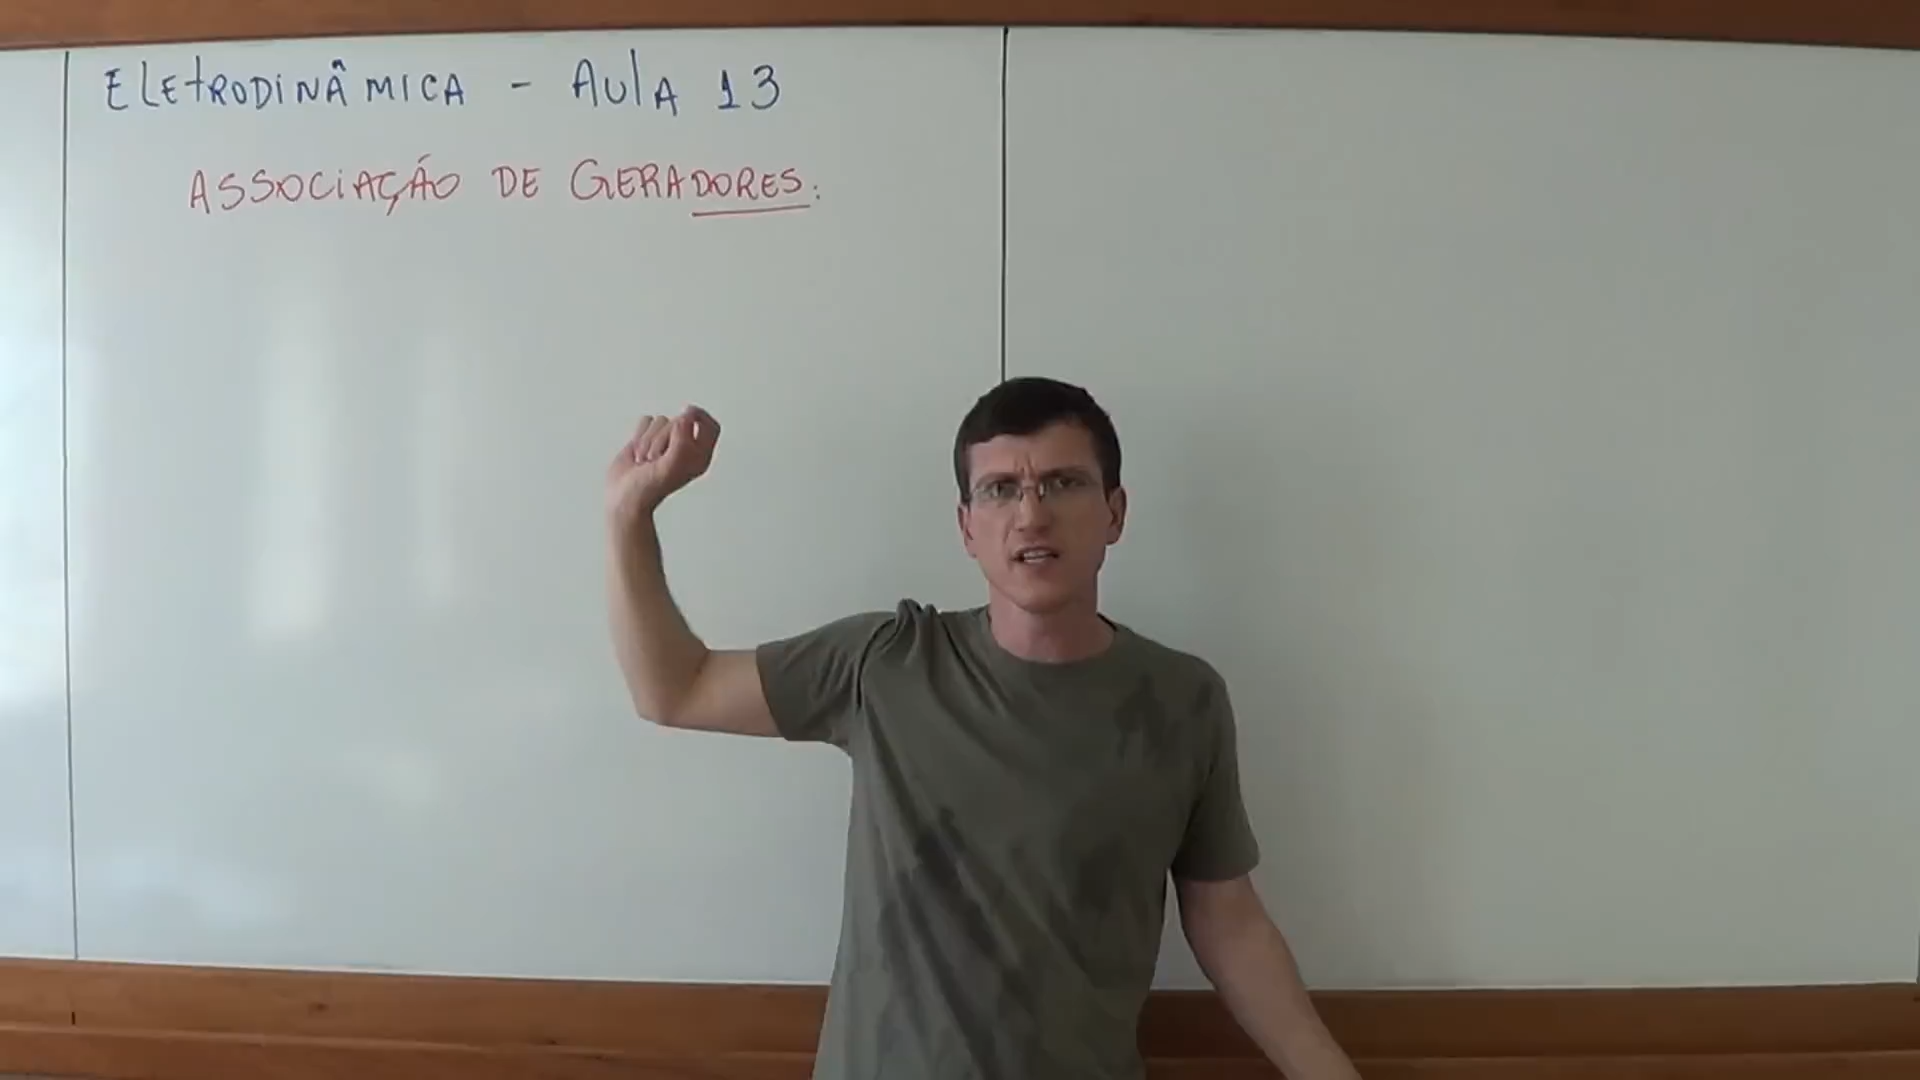 ELETRODINÂMICA - AULA 13
ASSOCIAÇÃO DE GERADORES: